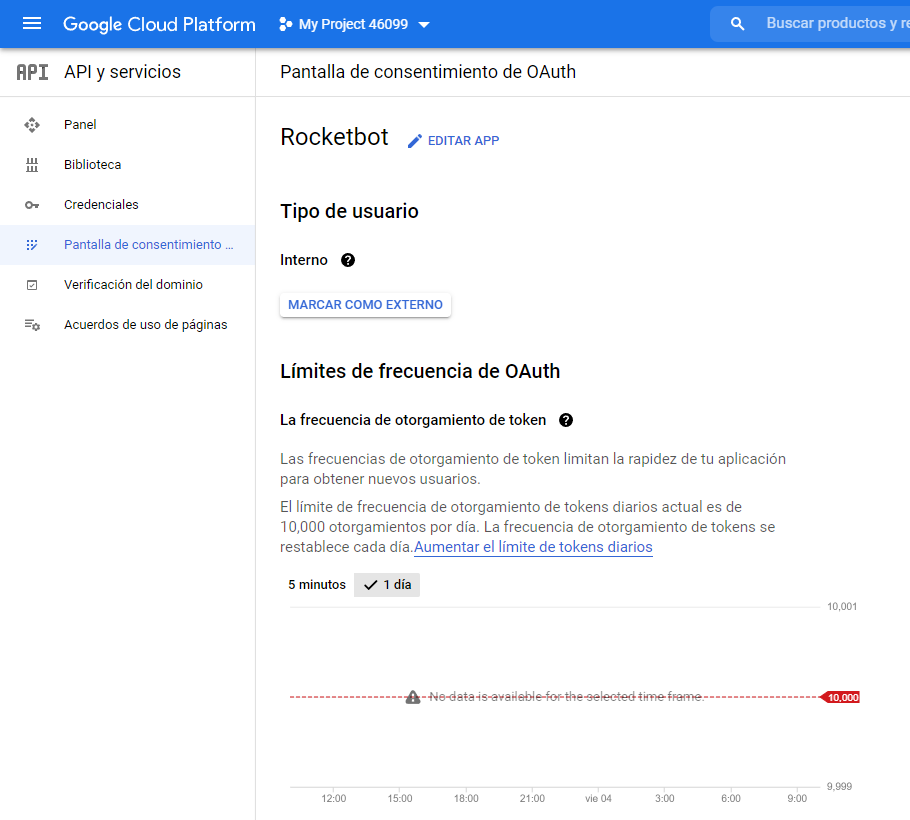 Google Cloud Platform
My Project 46099
Buscar productos y re
API
API y servicios
Pantalla de consentimiento de OAuth
Panel
Biblioteca
Credenciales
Pantalla de consentimiento ...
Verificación del dominio
Acuerdos de uso de páginas
Rocketbot
EDITAR APP
Tipo de usuario
Interno
MARCAR COMO EXTERNO
Límites de frecuencia de OAuth
La frecuencia de otorgamiento de token
Las frecuencias de otorgamiento de token limitan la rapidez de tu aplicación
para obtener nuevos usuarios.
El límite de frecuencia de otorgamiento de tokens diarios actual es de
10,000 otorgamientos por día. La frecuencia de otorgamiento de tokens se
restablece cada día.Aumentar el límite de tokens diarios
5 minutos
1 día
10,001
No data is available for the selected time frame.
10,000
9,999
12:00 15:00 18:00 21:00 vie 04 3:00 6:00 9:00